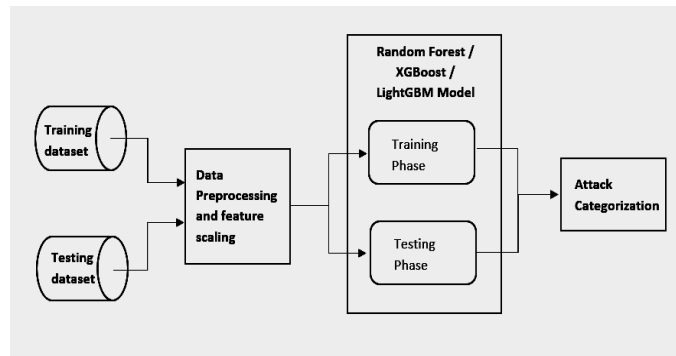 Training
dataset
Testing
dataset
Data
Preprocessing
and feature
scaling
Random Forest /
XGBoost /
LightGBM Model
Training
Phase
Testing
Phase
Attack
Categorization